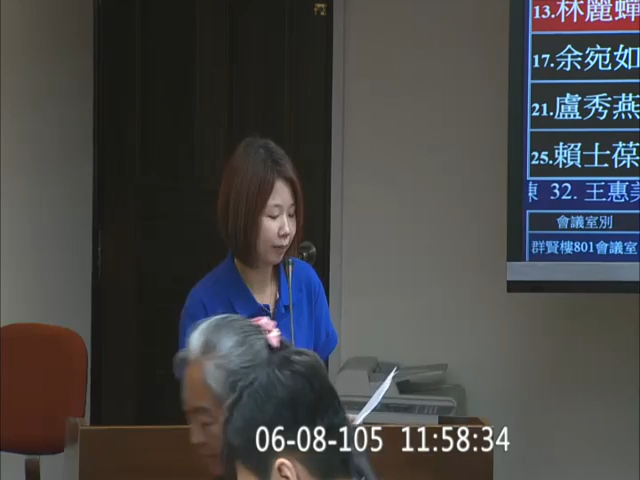 13.林麗蟬
17.余宛如
21.盧秀燕
25.賴士葆
32. 王惠美
會議室別
群賢樓801會議室
06-08-105 11:58:34